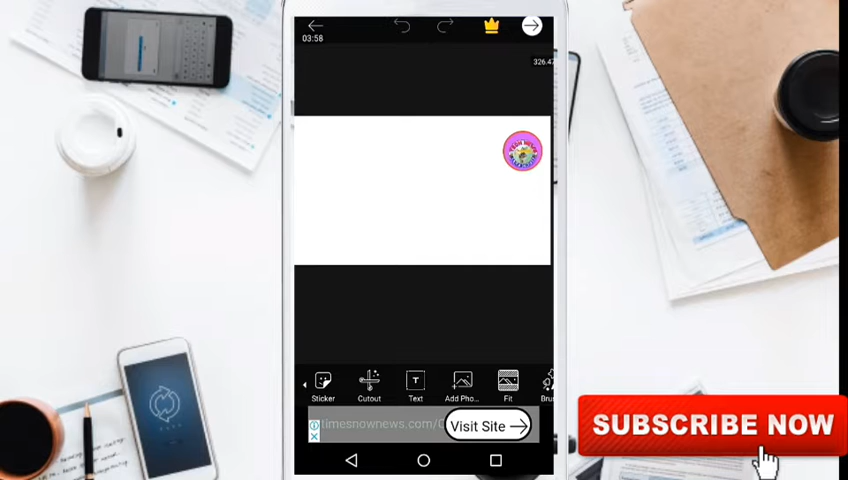 03:58
326.47
Sticker
Cutout
T
Text
Add Pho...
Fit
timesnownews.com/
Visit Site
SUBSCRIBE NOW